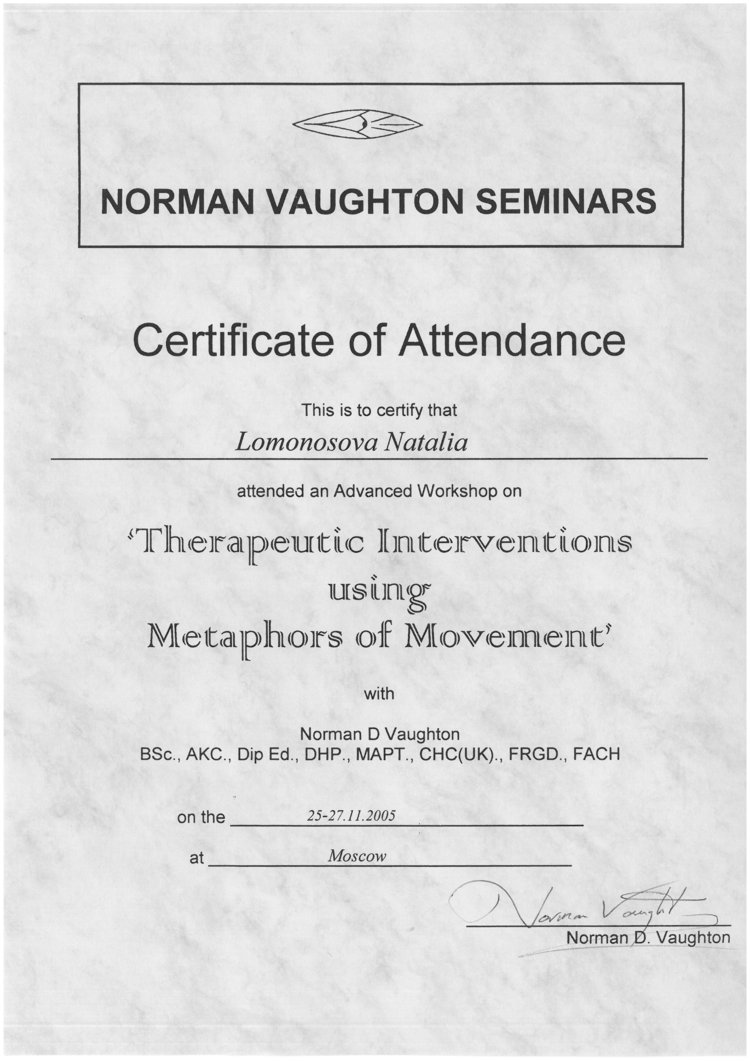 NORMAN VAUGHTON SEMINARS
Certificate of Attendance
This is to certify that
Lomonosova Natalia
attended an Advanced Workshop on
‘Therapeutic Interventions
using
Metaphors of Movement’
with
Norman D Vaughton
BSc., AKC., Dip Ed., DHP., MAPT., CHC(UK)., FRGD., FACH
on the 25-27.11.2005
at Moscow
Norman Vaughton
Norman D. Vaughton